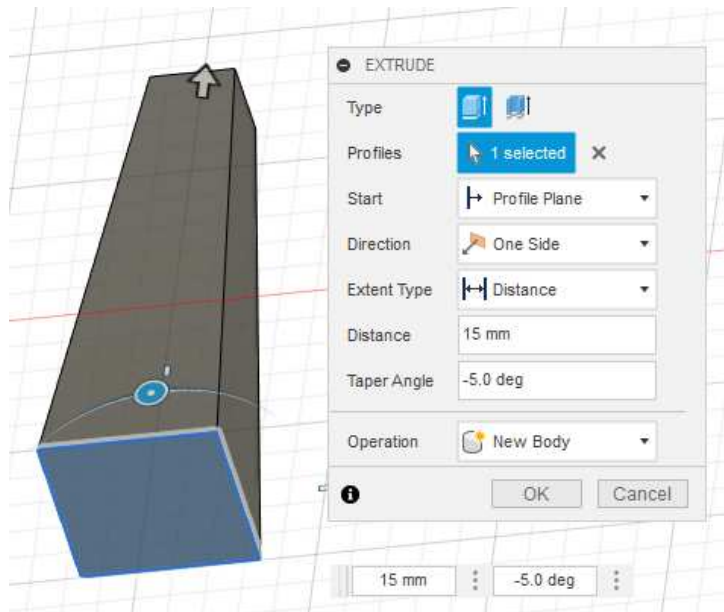 EXTRUDE
Type
Profiles 1 selected
Start Profile Plane
Direction One Side
Extent Type Distance
Distance 15 mm
Taper Angle -5.0 deg
Operation New Body
OK Cancel
15 mm -5.0 deg